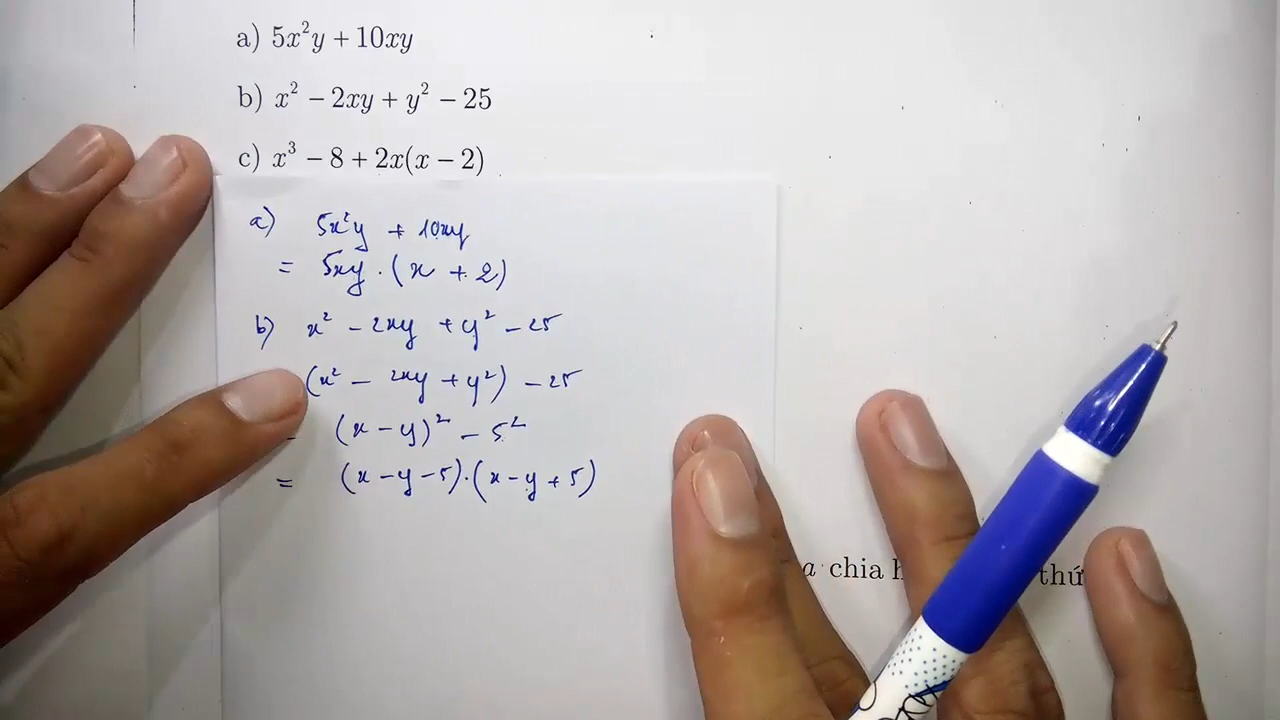 a) 5x²y + 10xy
b) x² − 2xy + y² − 25
c) x³ − 8 + 2x(x − 2)
a) 5x²y + 10xy
= 5xy . (x + 2)
b) x² − 2xy + y² − 25
(x² − 2xy + y²) − 25
= (x − y)² − 5²
= (x − y − 5).(x − y + 5)
a chia thứ